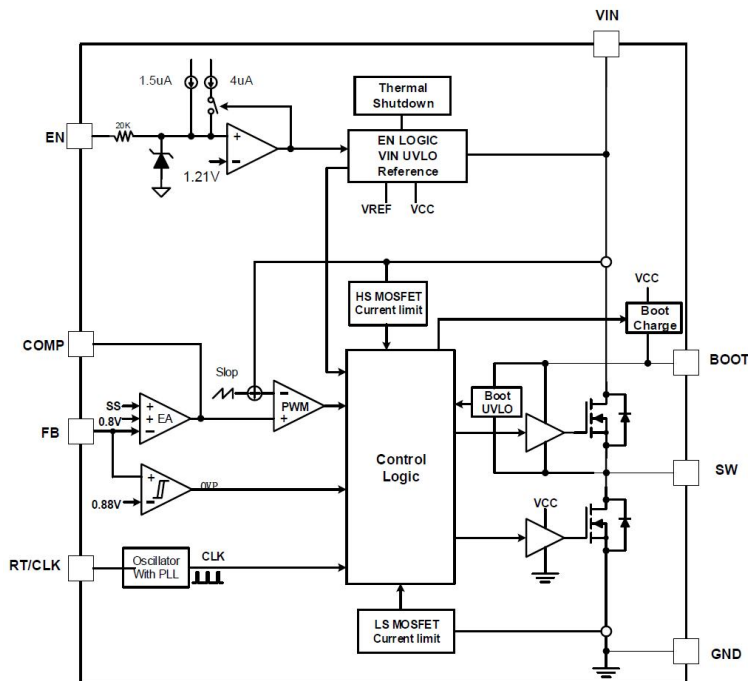 VIN
1.5uA
4uA
Thermal
Shutdown
EN
20K
+
-
1.21V
EN LOGIC
VIN UVLO
Reference
VREF
VCC
HS MOSFET
Current limit
VCC
Boot
Charge
COMP
BOOT
Slop
-
+
PWM
SS
0.8V
+
+
-
EA
FB
Boot
UVLO
Control
Logic
SW
+
-
0.88V
OVP
VCC
RT/CLK
Oscillator
With PLL
CLK
LS MOSFET
Current limit
GND